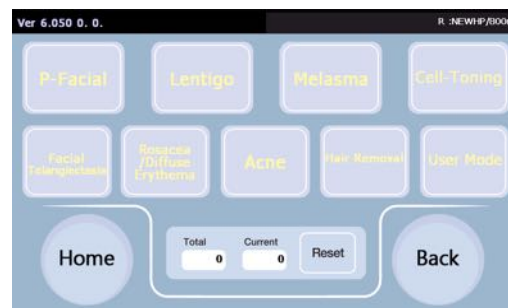 Ver 6.050 0. 0.
R :NEWHP/800
P-Facial
Lentigo
Melasma
Cell-Toning
Facial
Telangiectasia
Rosacea
/Diffuse
Erythema
Acne
Hair Removal
User Mode
Total
Current
0
0
Reset
Home
Back